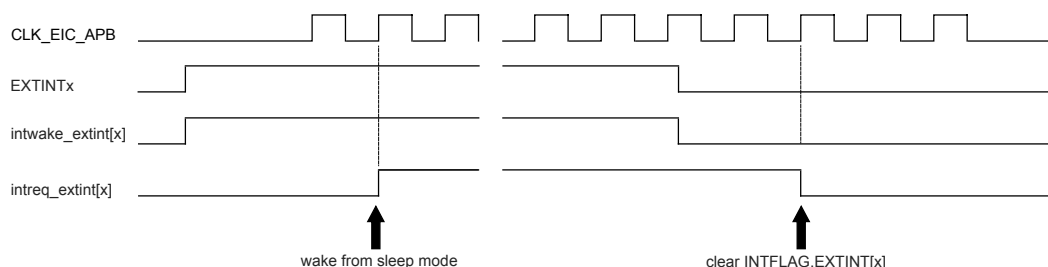 CLK_EIC_APB
EXTINTx
intwake_extint[x]
intreq_extint[x]
wake from sleep mode
clear INTFLAG.EXTINT[x]